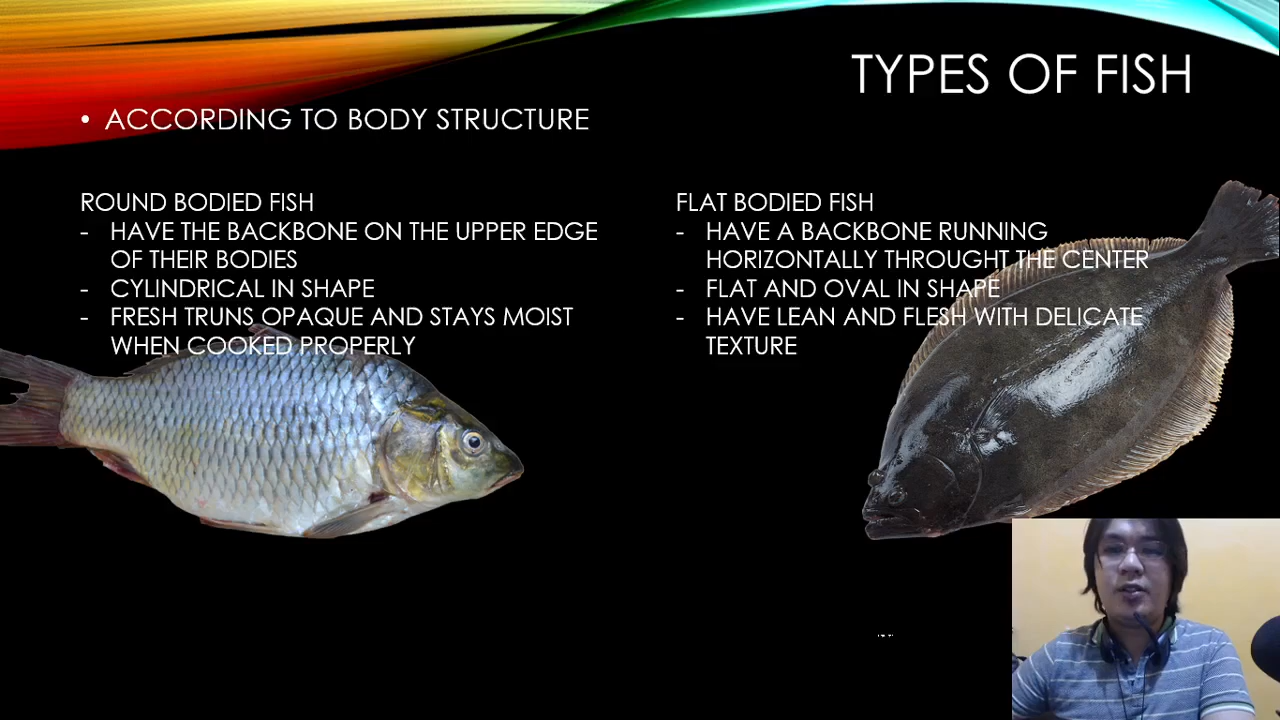 TYPES OF FISH
• ACCORDING TO BODY STRUCTURE
ROUND BODIED FISH
- HAVE THE BACKBONE ON THE UPPER EDGE
OF THEIR BODIES
- CYLINDRICAL IN SHAPE
- FRESH TRUNS OPAQUE AND STAYS MOIST
WHEN COOKED PROPERLY
FLAT BODIED FISH
- HAVE A BACKBONE RUNNING
HORIZONTALLY THROUGHT THE CENTER
- FLAT AND OVAL IN SHAPE
- HAVE LEAN AND FLESH WITH DELICATE
TEXTURE